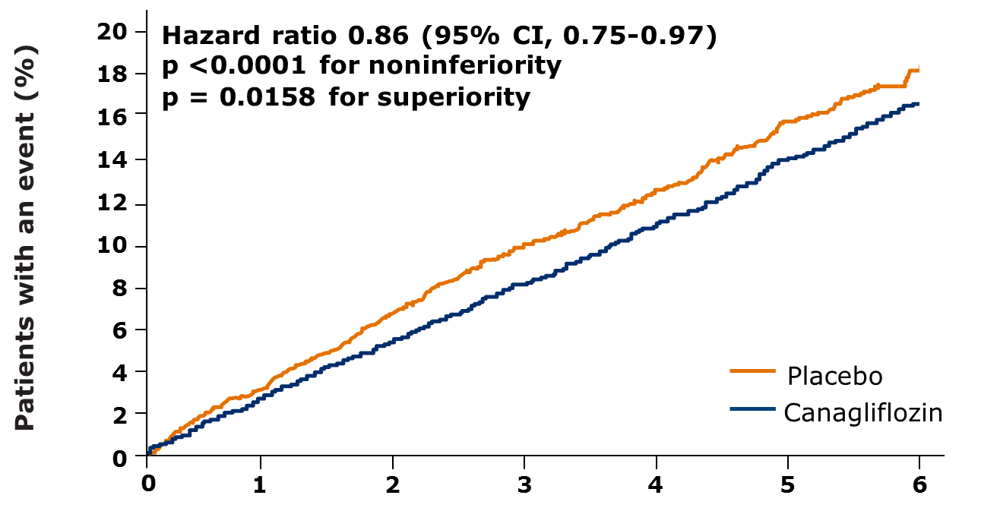 Hazard ratio 0.86 (95% CI, 0.75-0.97)
p <0.0001 for noninferiority
p = 0.0158 for superiority
Patients with an event (%)
20
18
16
14
12
10
8
6
4
2
0
Placebo
Canagliflozin
0 1 2 3 4 5 6